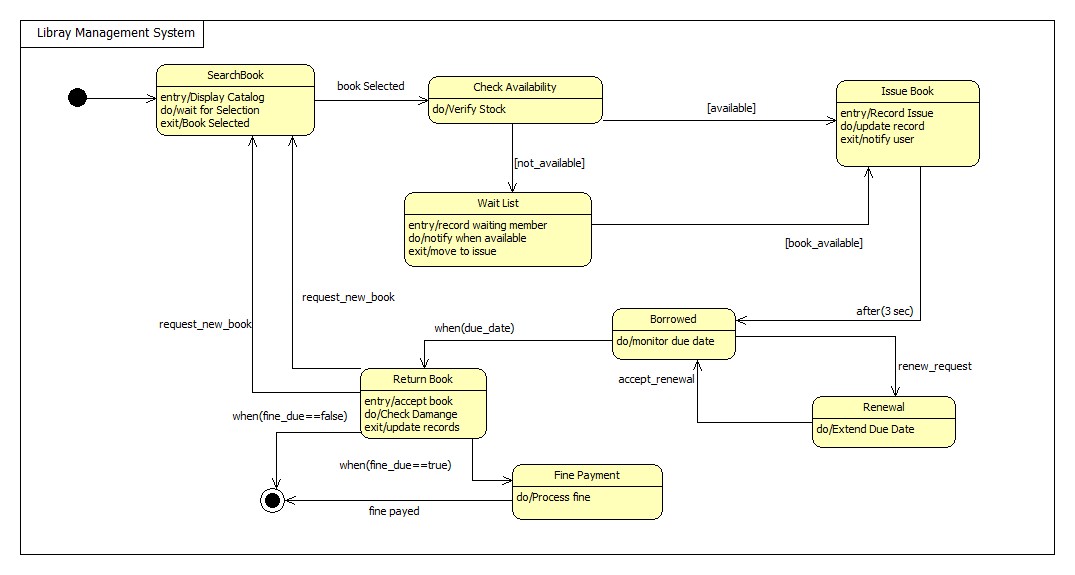 Libray Management System
SearchBook
entry/Display Catalog
do/wait for Selection
exit/Book Selected
book Selected
Check Availability
do/Verify Stock
[available]
Issue Book
entry/Record Issue
do/update record
exit/notify user
[not_available]
Wait List
entry/record waiting member
do/notify when available
exit/move to issue
[book_available]
request_new_book
request_new_book
after(3 sec)
Borrowed
do/monitor due date
when(due_date)
renew_request
accept_renewal
Return Book
entry/accept book
do/Check Damange
exit/update records
Renewal
do/Extend Due Date
when(fine_due==false)
when(fine_due==true)
Fine Payment
do/Process fine
fine payed